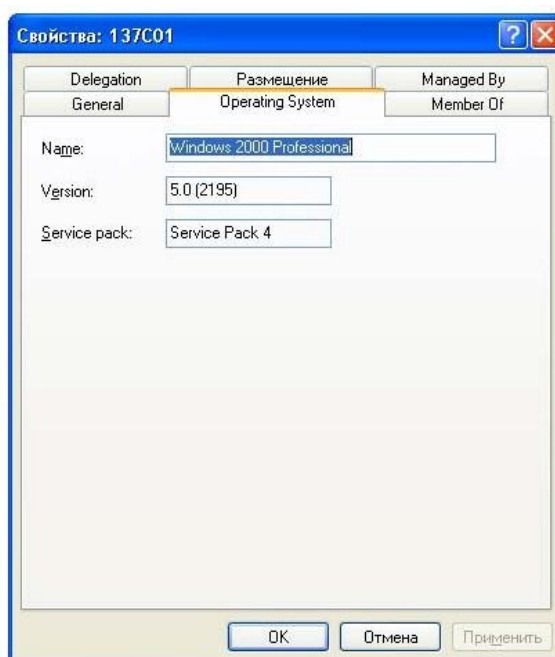 Свойства: 137C01
Delegation Размещение Managed By
General Operating System Member Of
Name: Windows 2000 Professional
Version: 5.0 (2195)
Service pack: Service Pack 4
OK Отмена Применить